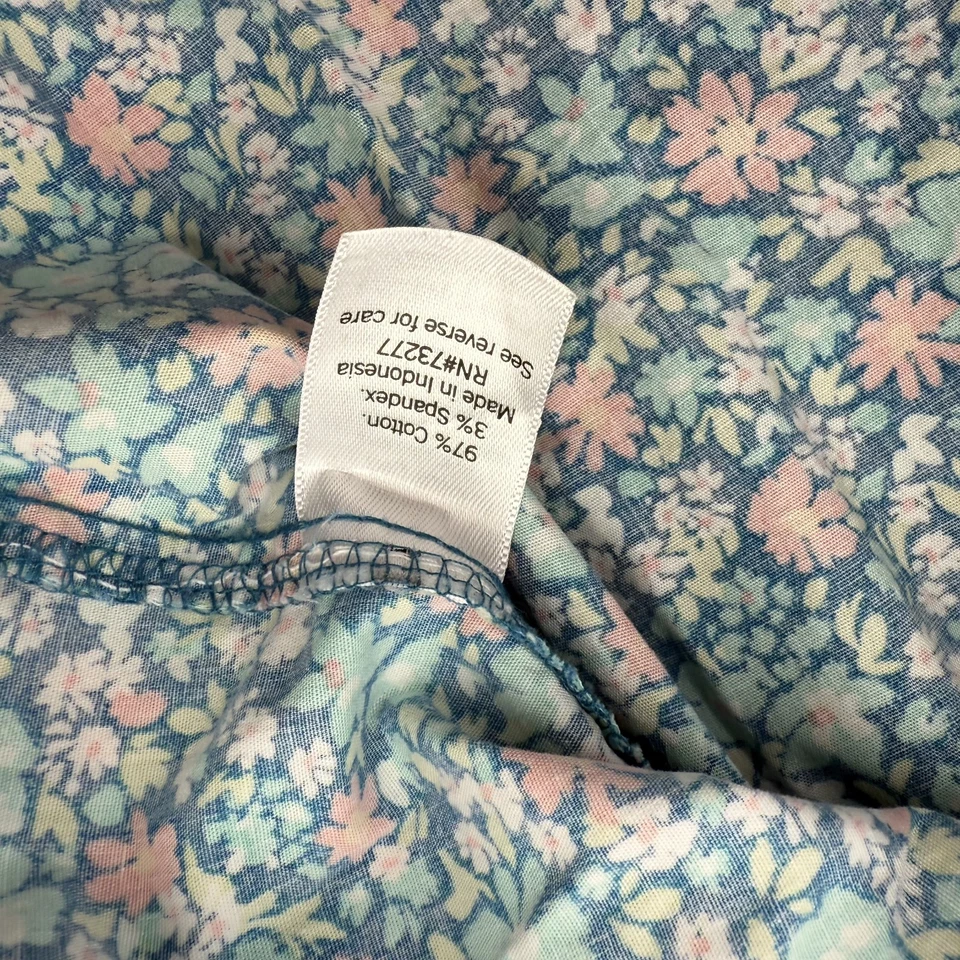 97% Cotton.
3% Spandex.
Made in Indonesia
RN#73277
See reverse for care